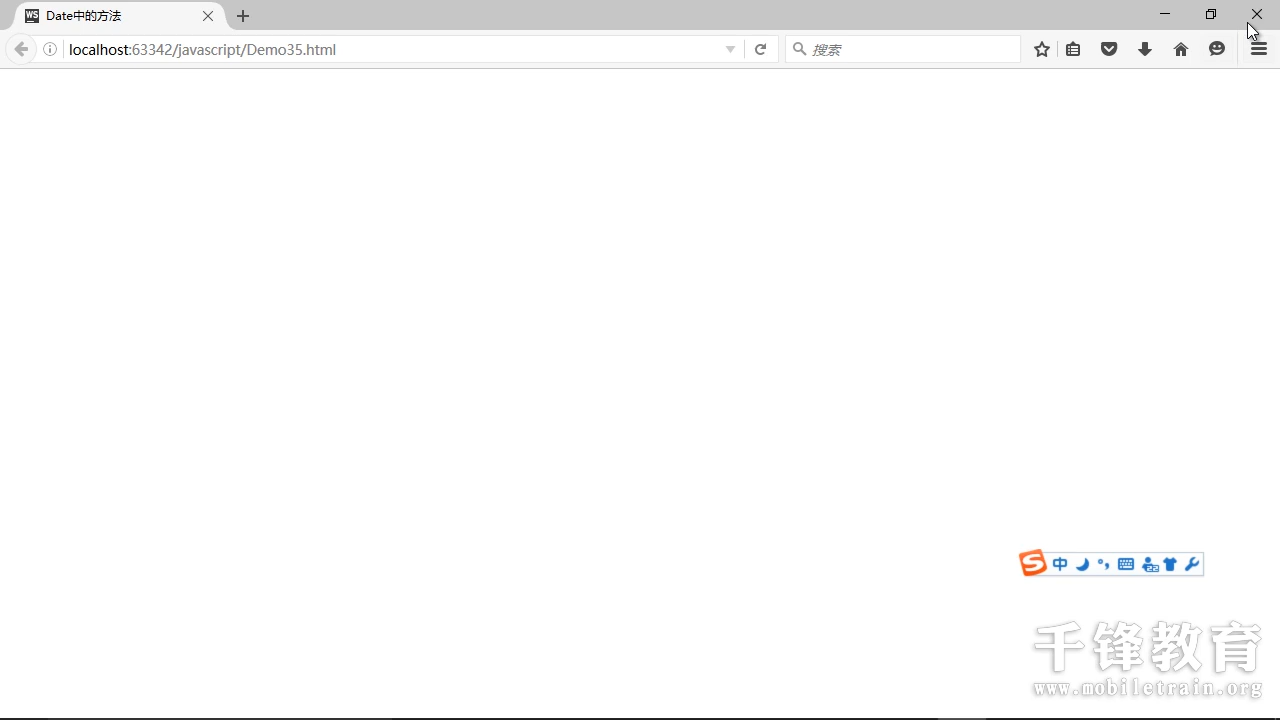 WS Date中的方法
localhost:63342/javascript/Demo35.html
搜索
S 中
千锋教育
www.mobiletrain.org